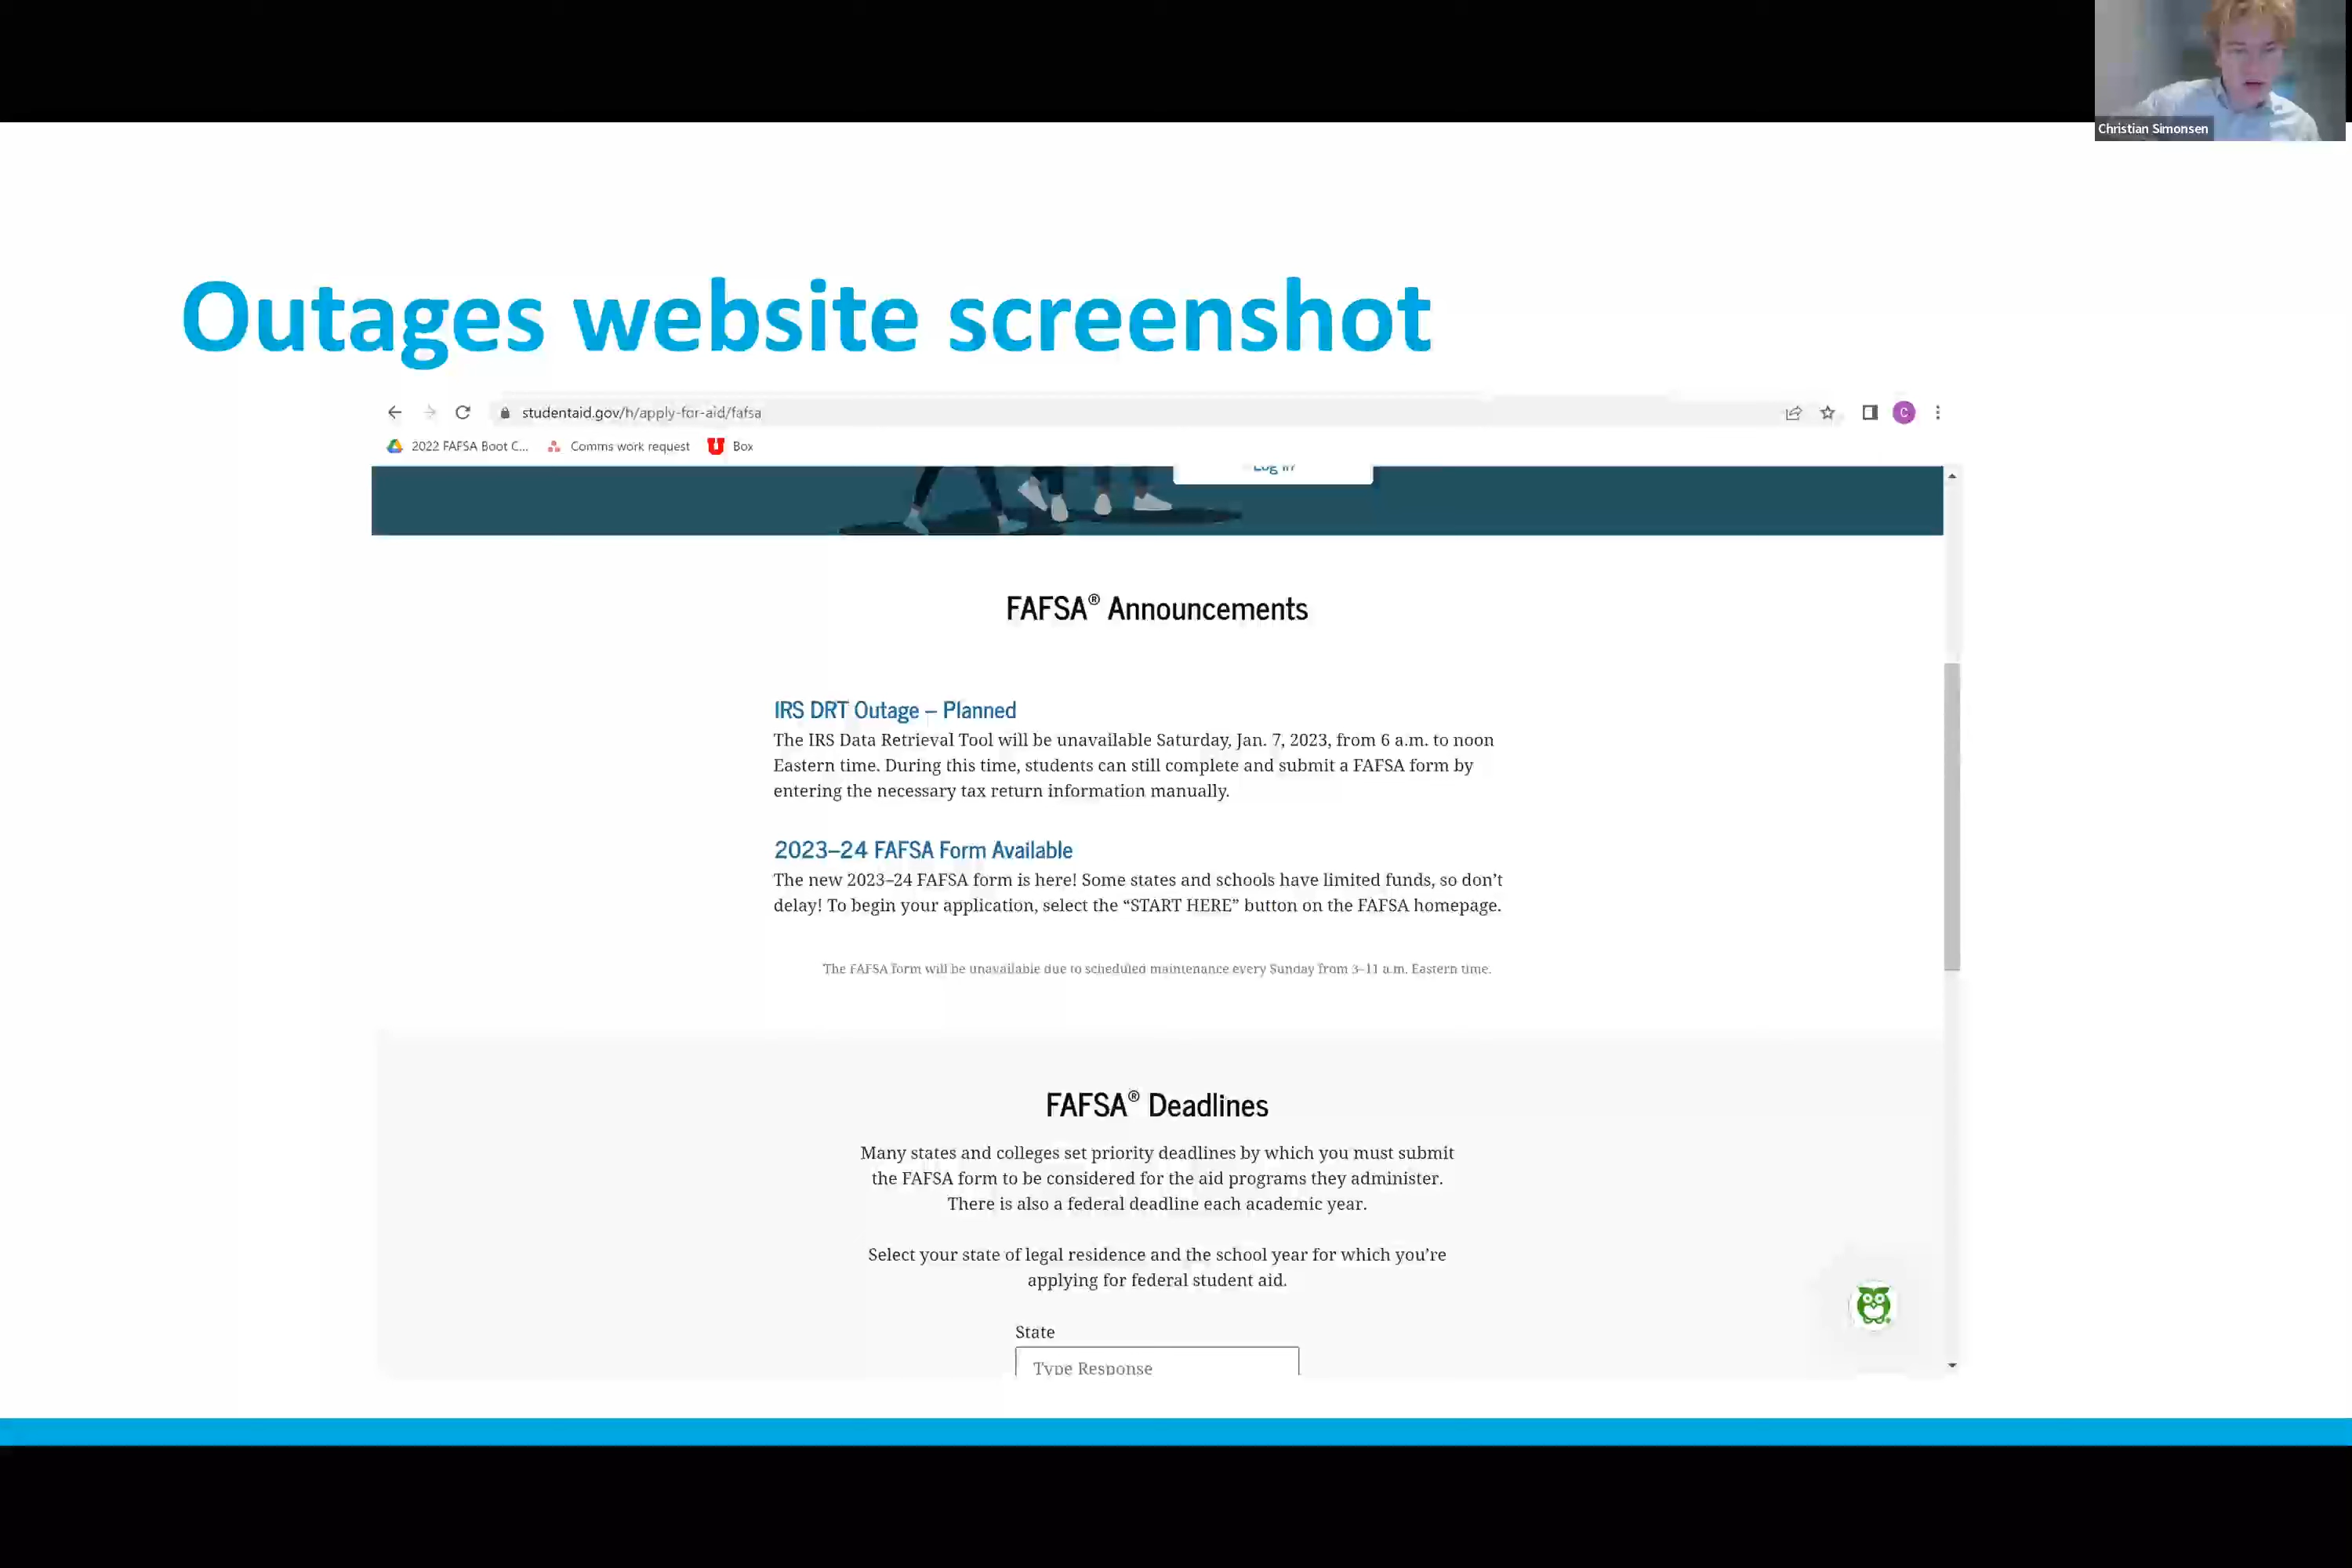 Christian Simonsen
Outages website screenshot
studentaid.gov/h/apply-for-aid/fafsa
C
2022 FAFSA Boot C...
Comms work request
Box
Log In
FAFSA® Announcements
IRS DRT Outage – Planned
The IRS Data Retrieval Tool will be unavailable Saturday, Jan. 7, 2023, from 6 a.m. to noon
Eastern time. During this time, students can still complete and submit a FAFSA form by
entering the necessary tax return information manually.
2023–24 FAFSA Form Available
The new 2023–24 FAFSA form is here! Some states and schools have limited funds, so don’t
delay! To begin your application, select the “START HERE” button on the FAFSA homepage.
The FAFSA form will be unavailable due to scheduled maintenance every Sunday from 3–11 a.m. Eastern time.
FAFSA® Deadlines
Many states and colleges set priority deadlines by which you must submit
the FAFSA form to be considered for the aid programs they administer.
There is also a federal deadline each academic year.
Select your state of legal residence and the school year for which you’re
applying for federal student aid.
State
Type Response